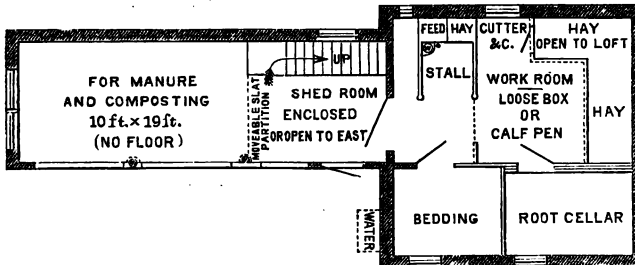 FOR MANURE
AND COMPOSTING
10 ft. × 19 ft.
(NO FLOOR)
MOVEABLE SLAT
PARTITION
UP
SHED ROOM
ENCLOSED
OR OPEN TO EAST
FEED
HAY
STALL
CUTTER
&C.
HAY
OPEN TO LOFT
WORK ROOM
LOOSE BOX
OR
CALF PEN
HAY
WATER
BEDDING
ROOT CELLAR